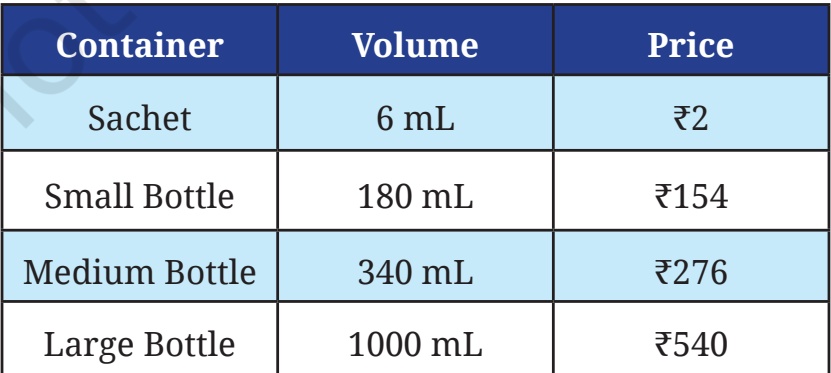 Container Volume Price
Sachet 6 mL ₹2
Small Bottle 180 mL ₹154
Medium Bottle 340 mL ₹276
Large Bottle 1000 mL ₹540